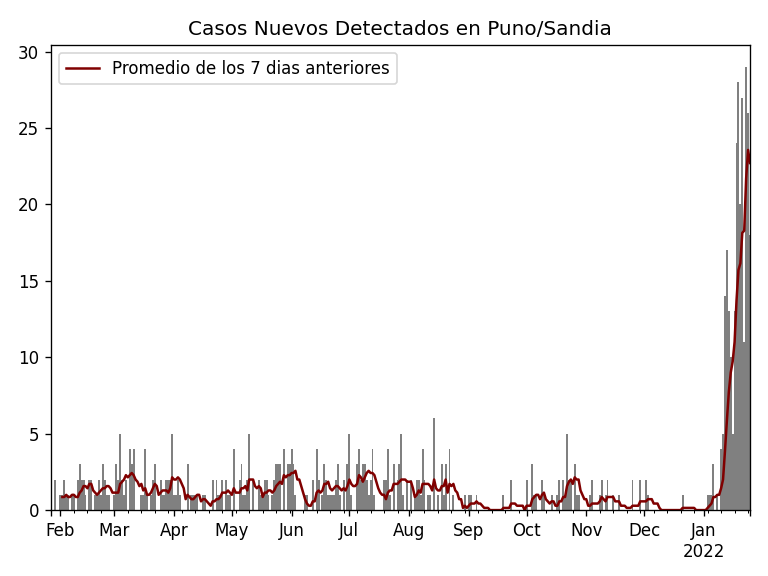 Casos Nuevos Detectados en Puno/Sandia
Promedio de los 7 dias anteriores
30
25
20
15
10
5
0
Feb Mar Apr May Jun Jul Aug Sep Oct Nov Dec Jan
2022